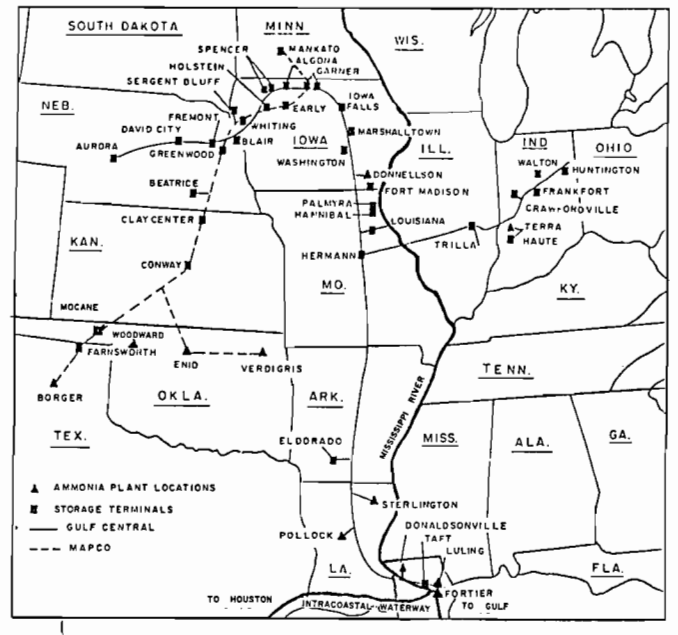 SOUTH DAKOTA
MINN
WIS.
SPENCER
MANKATO
ALGONA
GARNER
HOLSTEIN
SERGENT BLUFF
NEB.
IOWA FALLS
EARLY
FREMONT
WHITING
DAVID CITY
BLAIR
IOWA
MARSHALLTOWN
ILL.
IND
OHIO
AURORA
GREENWOOD
WASHINGTON
WALTON
HUNTINGTON
DONNELLSON
BEATRICE
FORT MADISON
FRANKFORT
CRAWFORDVILLE
PALMYRA
HANNIBAL
CLAYCENTER
LOUISIANA
TERRA
HAUTE
KAN.
TRILLA
HERMANN
CONWAY
MO.
KY.
MOCANE
WOODWARD
FARNSWORTH
ENID
VERDIGRIS
TENN.
BORGER
OKLA.
ARK.
MISSISSIPPI RIVER
TEX.
MISS.
ALA.
GA.
ELDORADO
AMMONIA PLANT LOCATIONS
STORAGE TERMINALS
GULF CENTRAL
MAPCO
STERLINGTON
DONALDSONVILLE
TAFT
LULING
POLLOCK
LA.
FLA.
FORTIER
TO HOUSTON
INTRACOASTAL WATERWAY
TO GULF